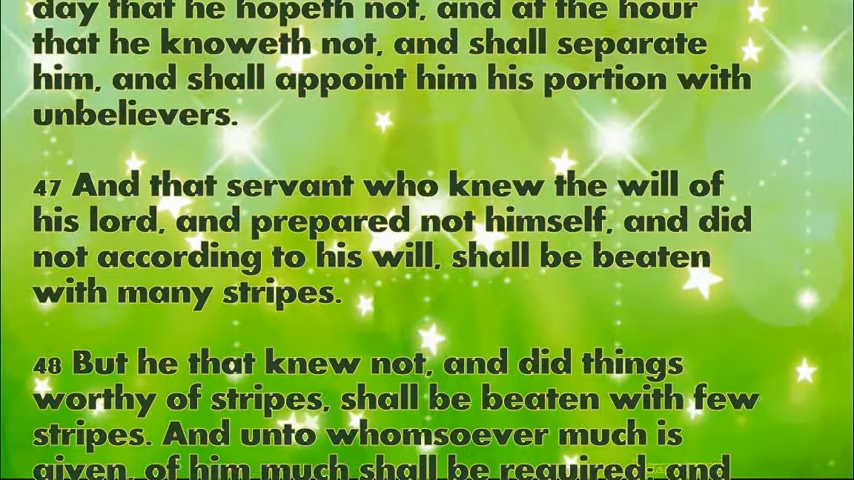 day that he hopeth not, and at the hour
that he knoweth not, and shall separate
him, and shall appoint him his portion with
unbelievers.
47 And that servant who knew the will of
his lord, and prepared not himself, and did
not according to his will, shall be beaten
with many stripes.
48 But he that knew not, and did things
worthy of stripes, shall be beaten with few
stripes. And unto whomsoever much is
given, of him much shall be required: and